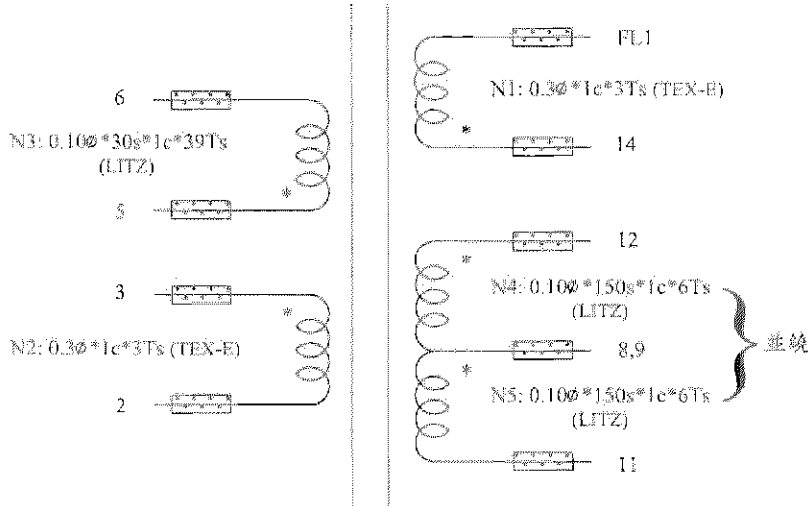 6
N3: 0.10Ø*30s*1c*39Ts
(LITZ)
*
5
3
*
N2: 0.3Ø*1c*3Ts (TEX-E)
2
FL1
N1: 0.3Ø*1c*3Ts (TEX-E)
*
14
12
*
N4: 0.10Ø*150s*1c*6Ts
(LITZ)
8,9
并绕
*
N5: 0.10Ø*150s*1c*6Ts
(LITZ)
11